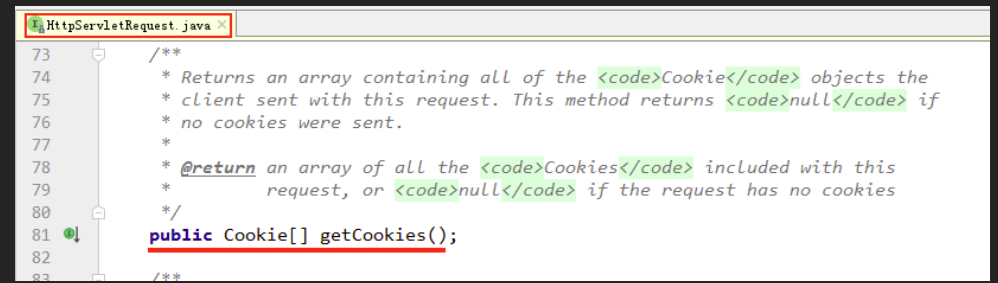 HttpServletRequest.java ×
73 /**
74 * Returns an array containing all of the <code>Cookie</code> objects the
75 * client sent with this request. This method returns <code>null</code> if
76 * no cookies were sent.
77 *
78 * @return an array of all the <code>Cookies</code> included with this
79 * request, or <code>null</code> if the request has no cookies
80 */
81 public Cookie[] getCookies();
82
83 /**